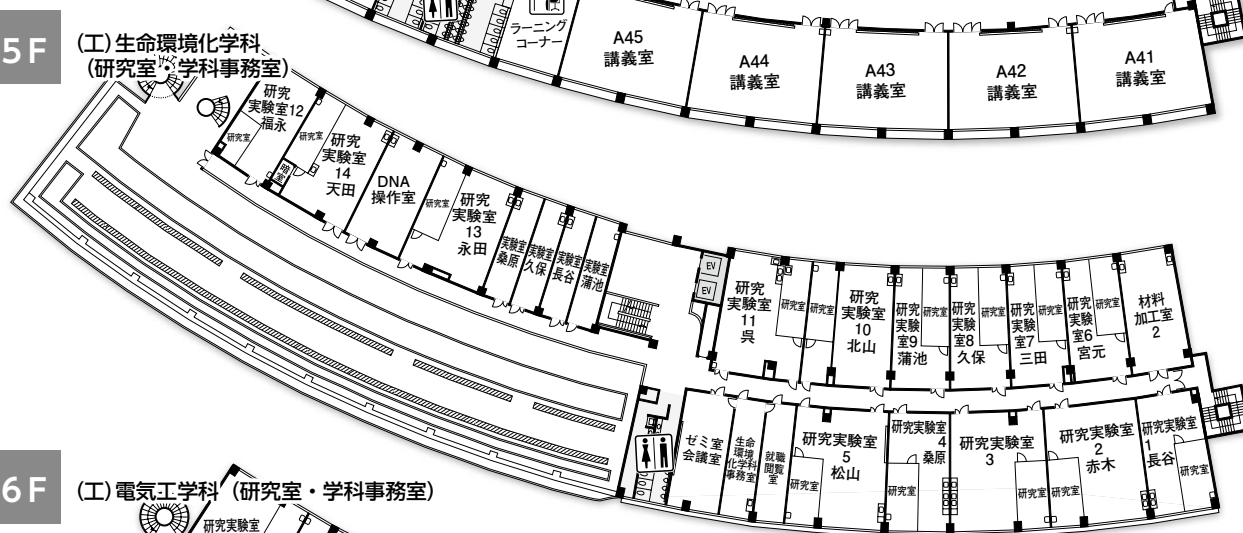 ラーニング
コーナー
A45
講義室
A44
講義室
A43
講義室
A42
講義室
A41
講義室
5F
(工)生命環境化学科
(研究室・学科事務室)
研究
実験室12
福永
研究室
研究室
暗室
研究
実験室
14
天田
DNA
操作室
研究室
研究
実験室
13
永田
実験室
桑原
実験室
久保
実験室
長谷
実験室
蒲池
EV
EV
研究
実験室
11
呉
研究室
研究室
研究
実験室
10
北山
研究
実験
室9
蒲池
研究室
研究
実験
室8
久保
研究室
研究
実験
室7
三田
研究室
研究
実験
室6
宮元
研究室
材料
加工室
2
ゼミ室
会議室
生命
環境
化学科
事務室
就職
閲覧
室
研究実験室
5
松山
研究室
研究実験室
4
桑原
研究室
研究実験室
3
研究室
研究実験室
2
赤木
研究室
研究実験室
1
長谷
研究室
6F
(工)電気工学科(研究室・学科事務室)
研究実験室